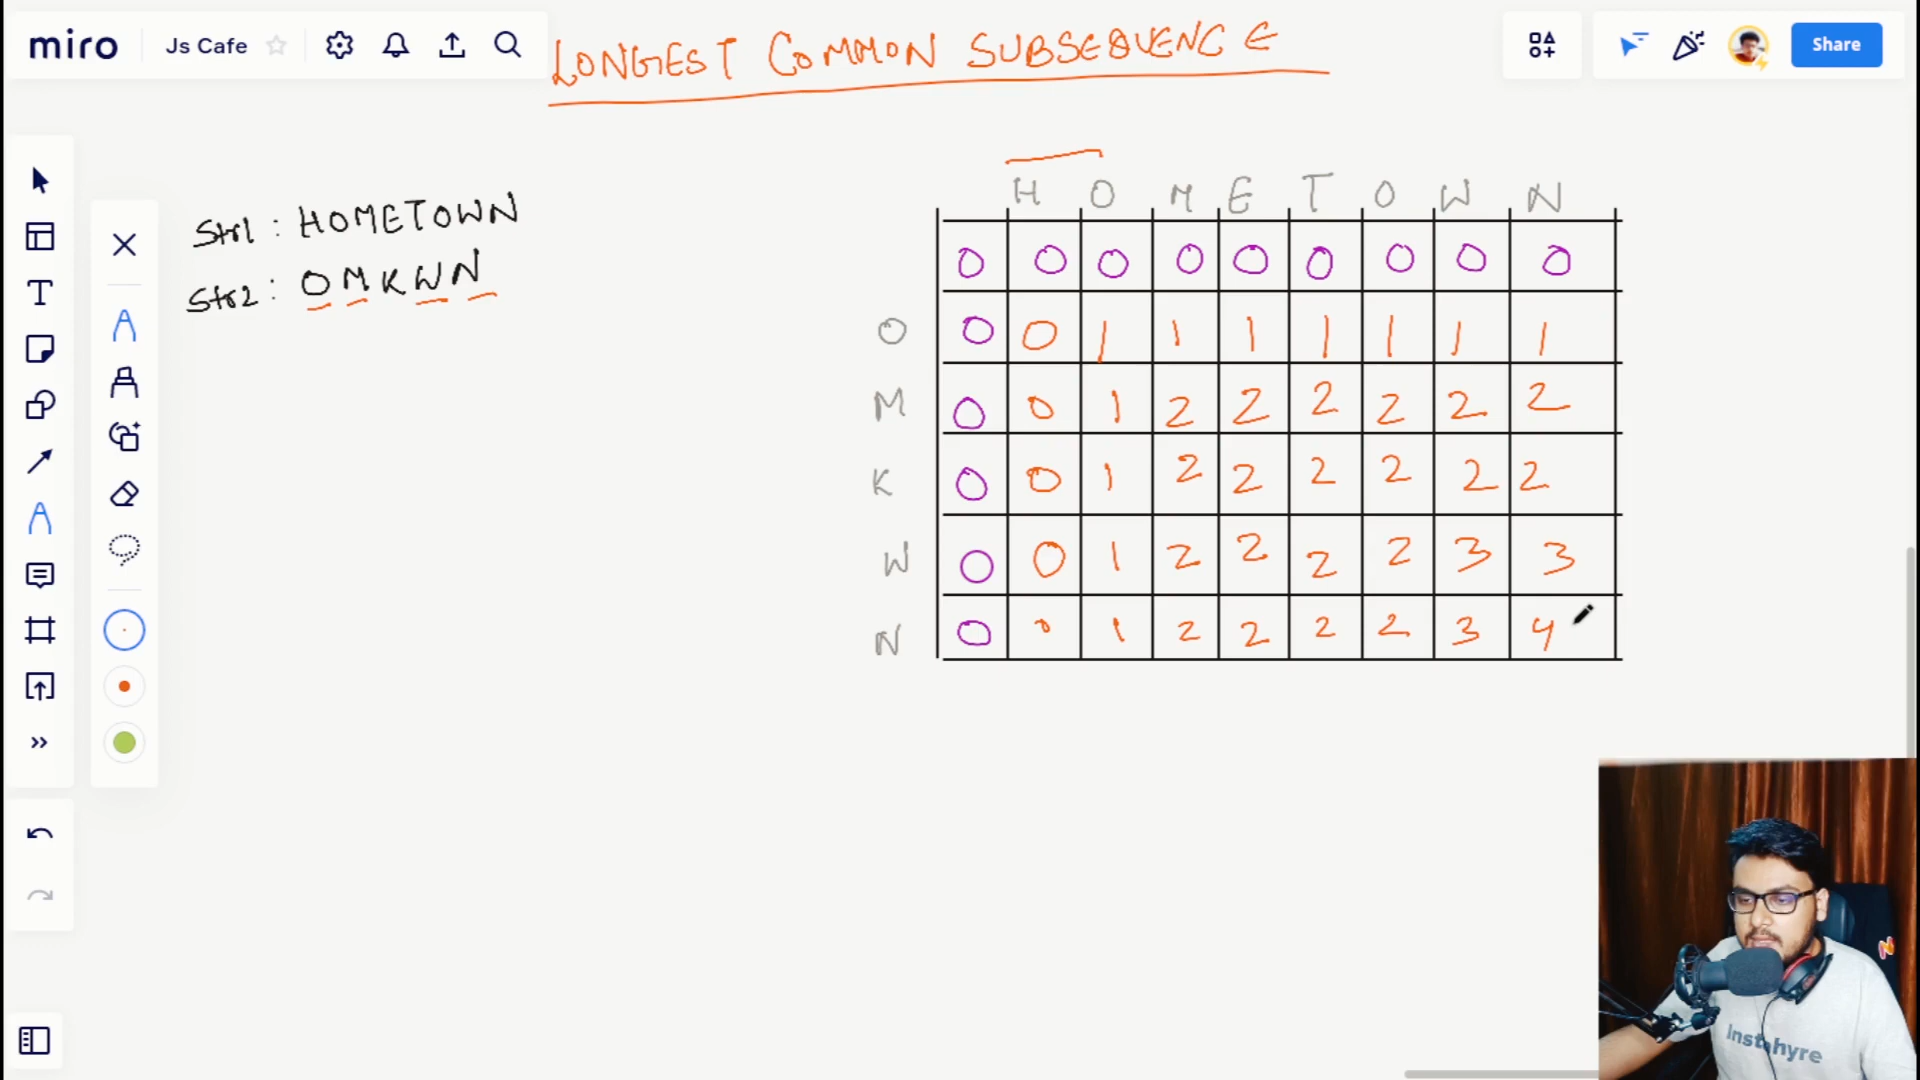 miro Js Cafe Share
LONGEST COMMON SUBSEQUENCE
Str1 : HOMETOWN
Str2 : OMKWN
H O M E T O W N
0 0 0 0 0 0 0 0 0
O 0 0 1 1 1 1 1 1 1
M 0 0 1 2 2 2 2 2 2
K 0 0 1 2 2 2 2 2 2
W 0 0 1 2 2 2 2 3 3
N 0 0 1 2 2 2 2 3 4
Instahyre